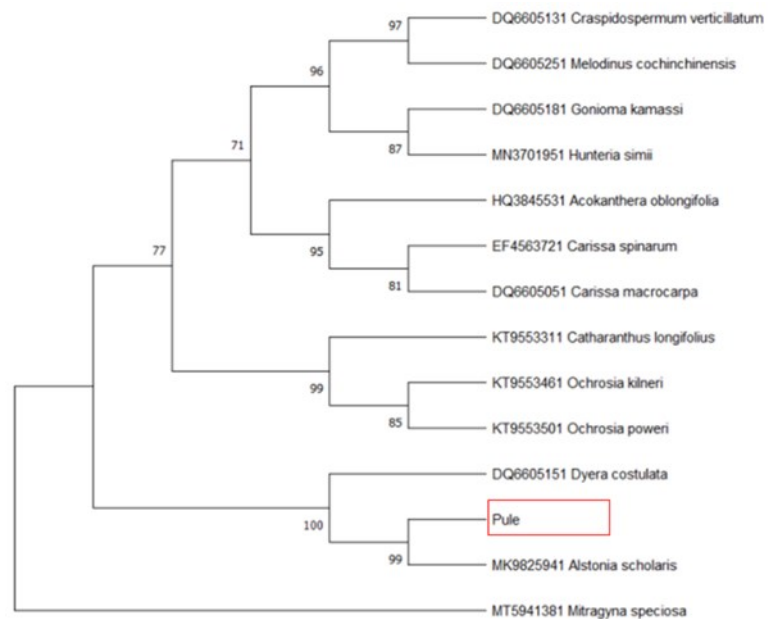 97
DQ6605131 Craspidospermum verticillatum
DQ6605251 Melodinus cochinchinensis
96
DQ6605181 Gonioma kamassi
87
MN3701951 Hunteria simii
71
HQ3845531 Acokanthera oblongifolia
95
EF4563721 Carissa spinarum
81
DQ6605051 Carissa macrocarpa
77
KT9553311 Catharanthus longifolius
99
KT9553461 Ochrosia kilneri
85
KT9553501 Ochrosia poweri
DQ6605151 Dyera costulata
100
Pule
99
MK9825941 Alstonia scholaris
MT5941381 Mitragyna speciosa